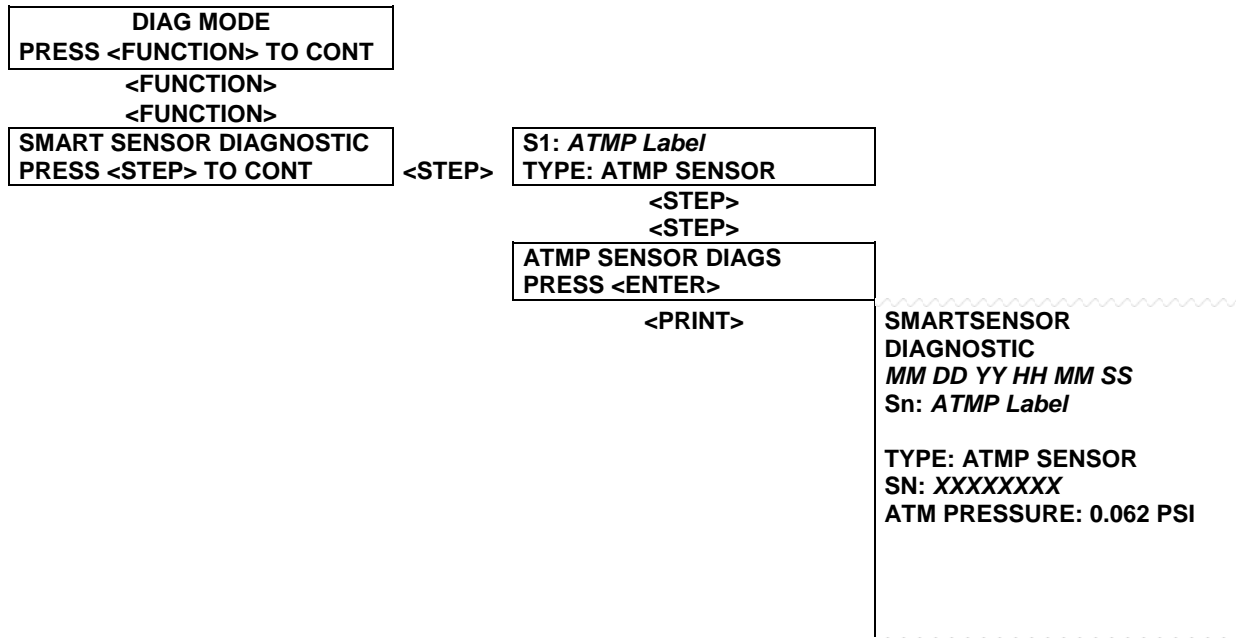 DIAG MODE
PRESS <FUNCTION> TO CONT
<FUNCTION>
<FUNCTION>
SMART SENSOR DIAGNOSTIC
PRESS <STEP> TO CONT
<STEP>
S1: ATMP Label
TYPE: ATMP SENSOR
<STEP>
<STEP>
ATMP SENSOR DIAGS
PRESS <ENTER>
<PRINT>
SMARTSENSOR
DIAGNOSTIC
MM DD YY HH MM SS
Sn: ATMP Label
TYPE: ATMP SENSOR
SN: XXXXXXXX
ATM PRESSURE: 0.062 PSI